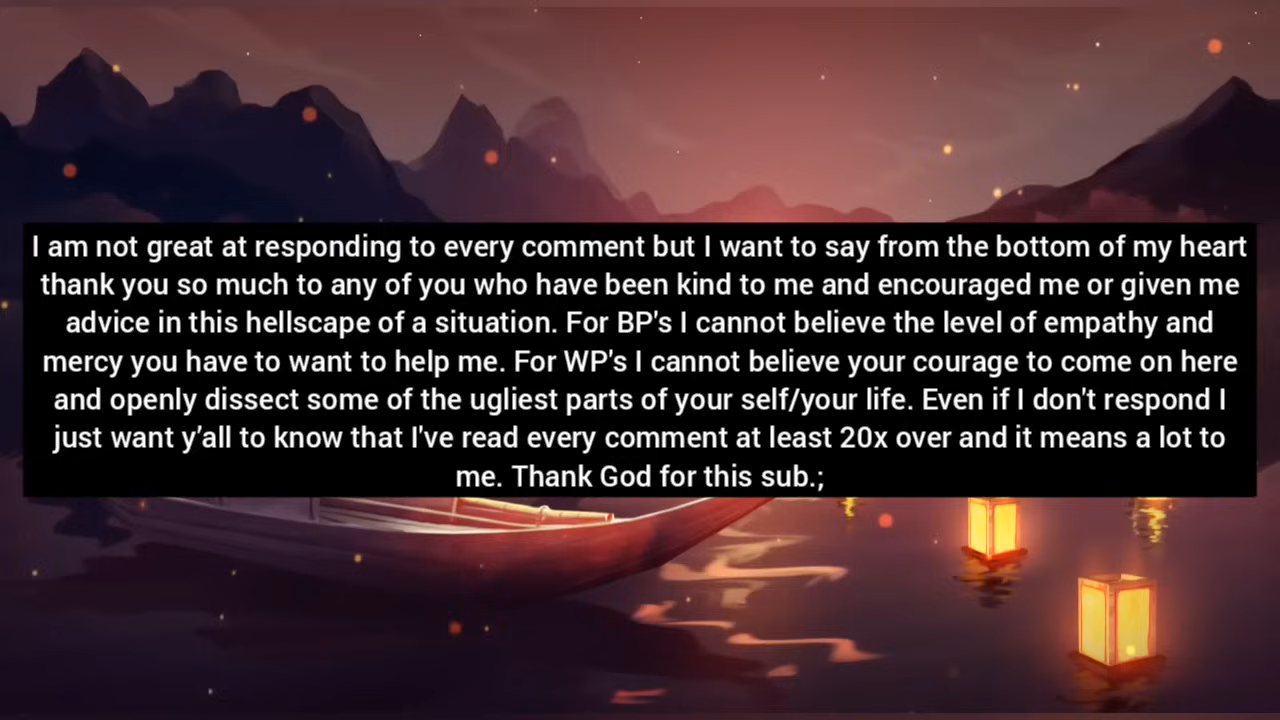 I am not great at responding to every comment but I want to say from the bottom of my heart
thank you so much to any of you who have been kind to me and encouraged me or given me
advice in this hellscape of a situation. For BP's I cannot believe the level of empathy and
mercy you have to want to help me. For WP's I cannot believe your courage to come on here
and openly dissect some of the ugliest parts of your self/your life. Even if I don't respond I
just want y’all to know that I've read every comment at least 20x over and it means a lot to
me. Thank God for this sub.;